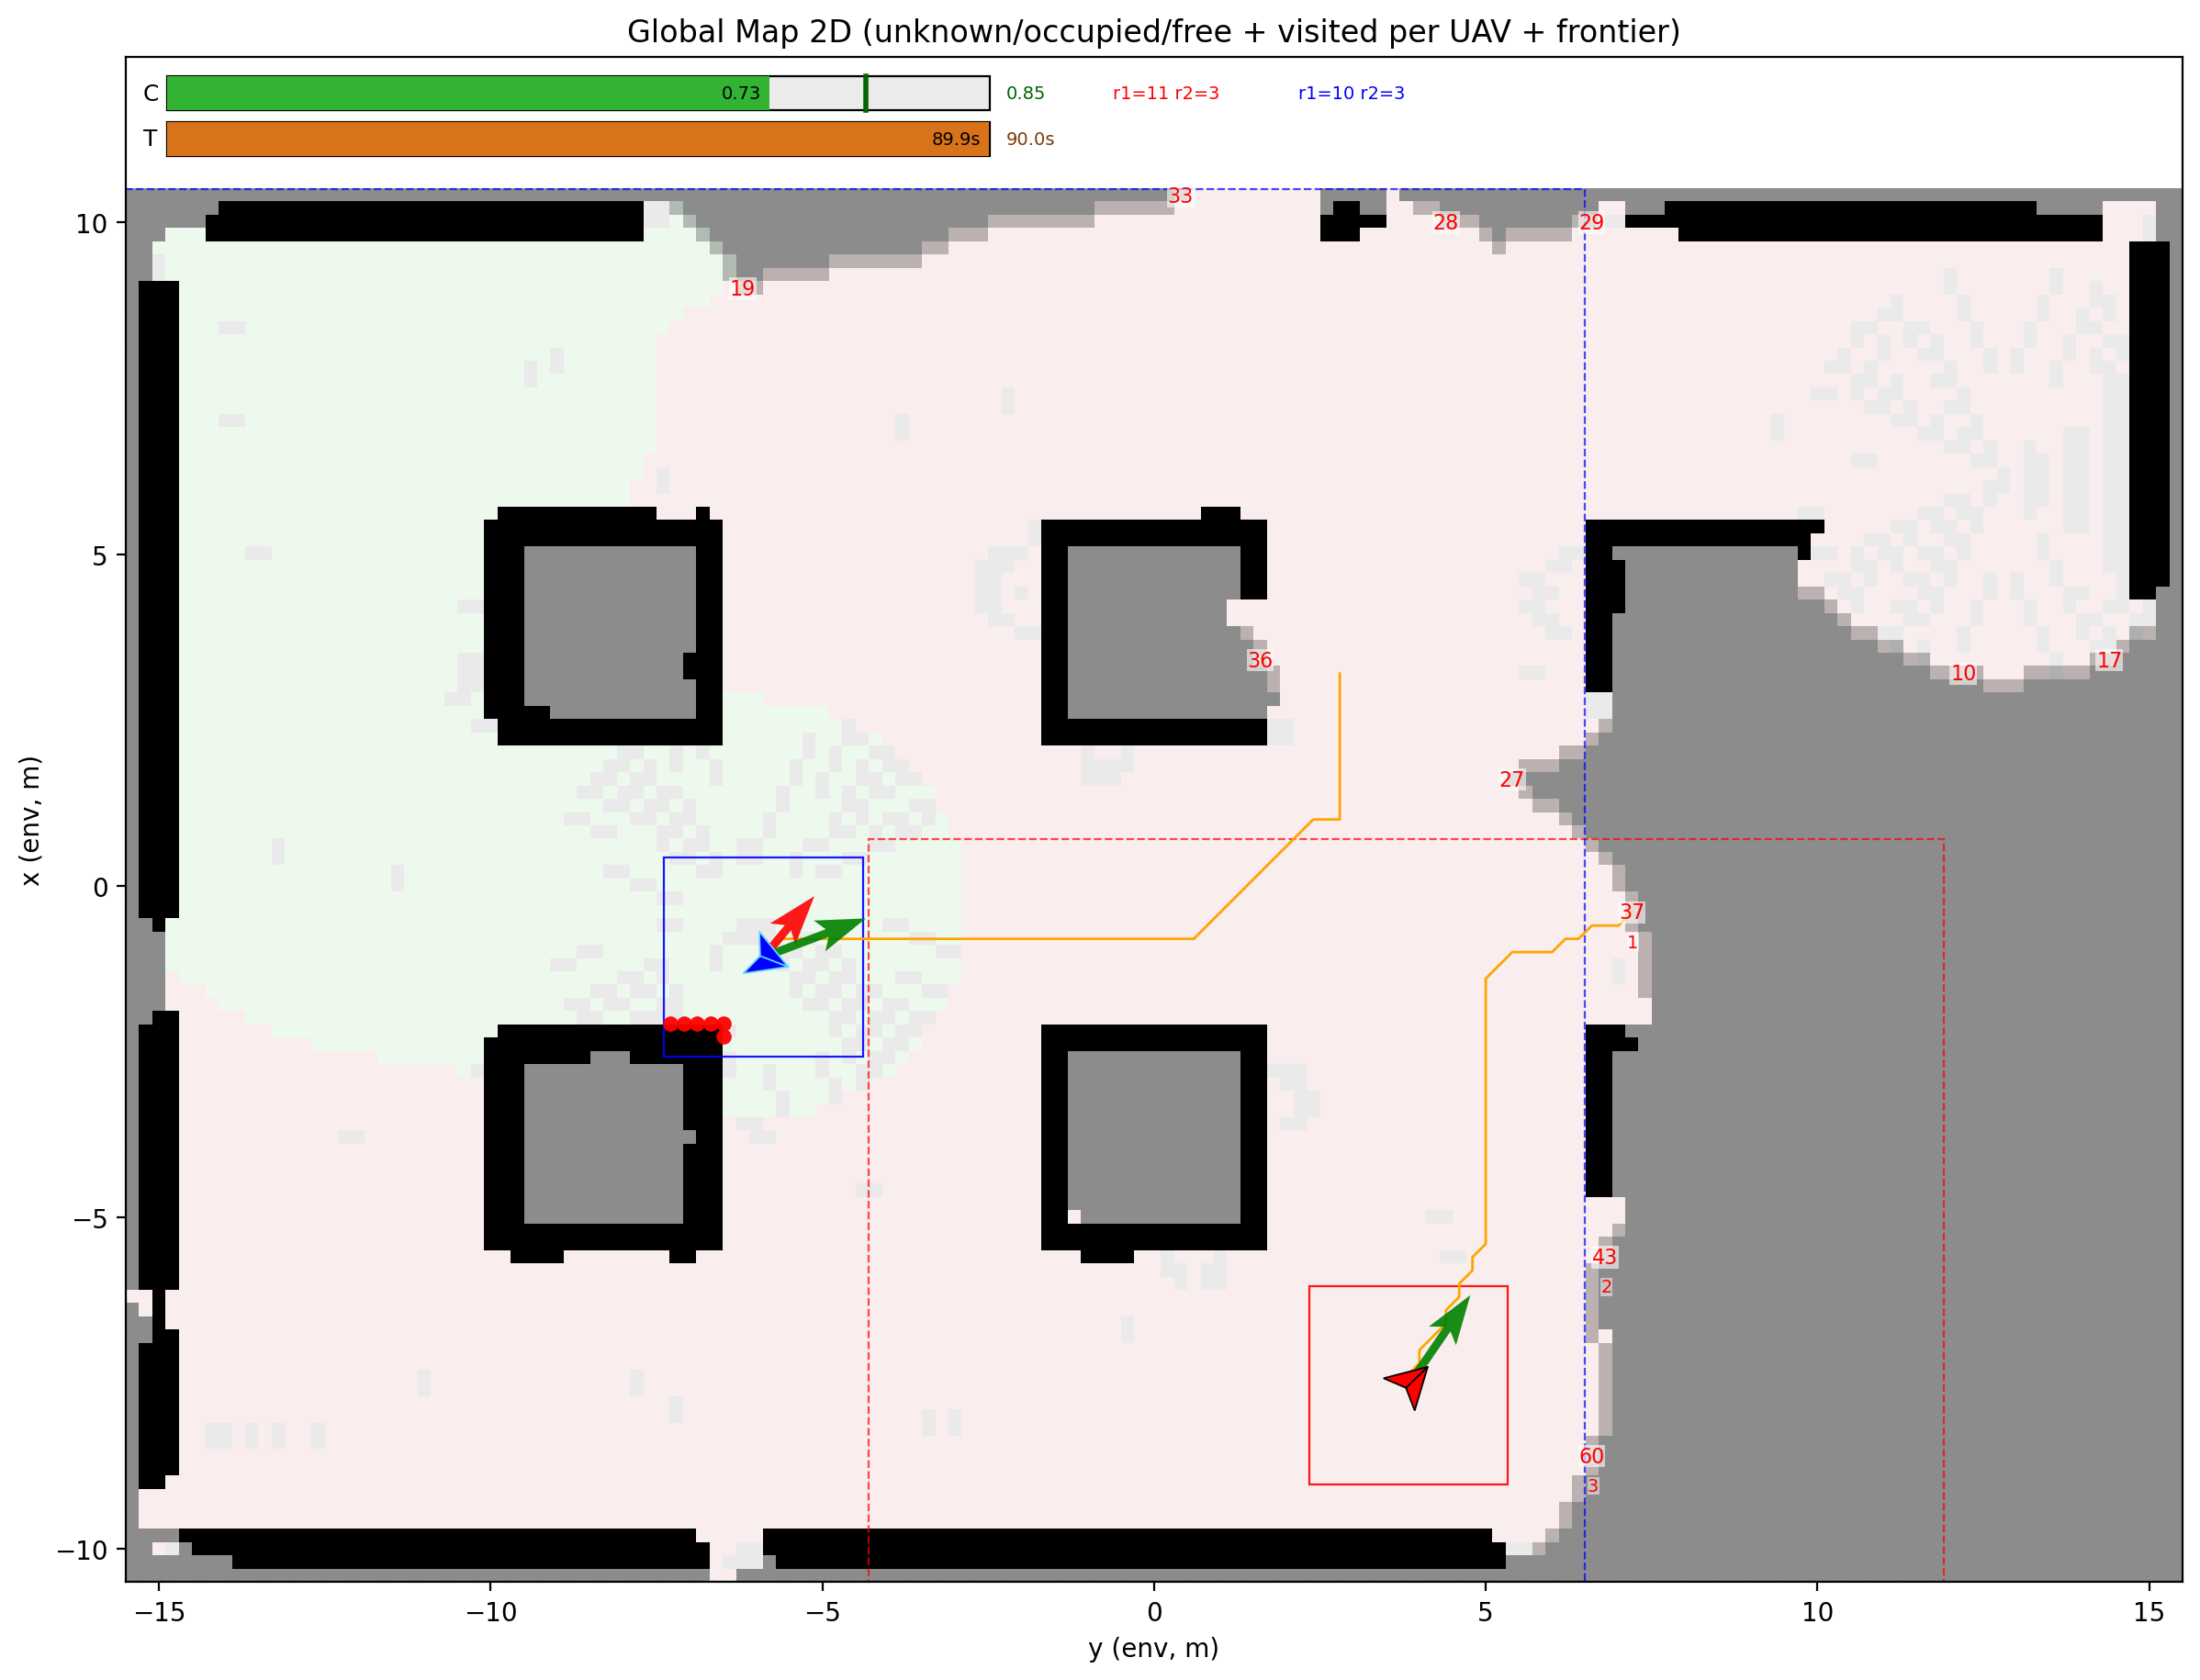 Global Map 2D (unknown/occupied/free + visited per UAV + frontier)
C 0.73 0.85 r1=11 r2=3 r1=10 r2=3
T 89.9s 90.0s
33
28 29
19
36
10 17
27
37
1
43
2
60
3
10
5
0
−5
−10
−15 −10 −5 0 5 10 15
x (env, m)
y (env, m)